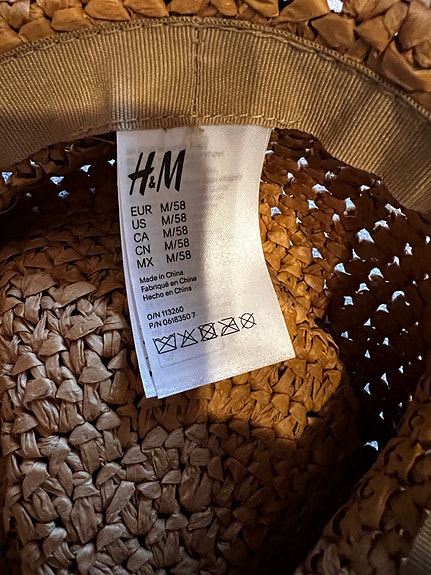 H&M
EUR M/58
US M/58
CA M/58
CN M/58
MX M/58
Made in China
Fabriqué en Chine
Hecho en China
O/N 113260
P/N 0618350 7